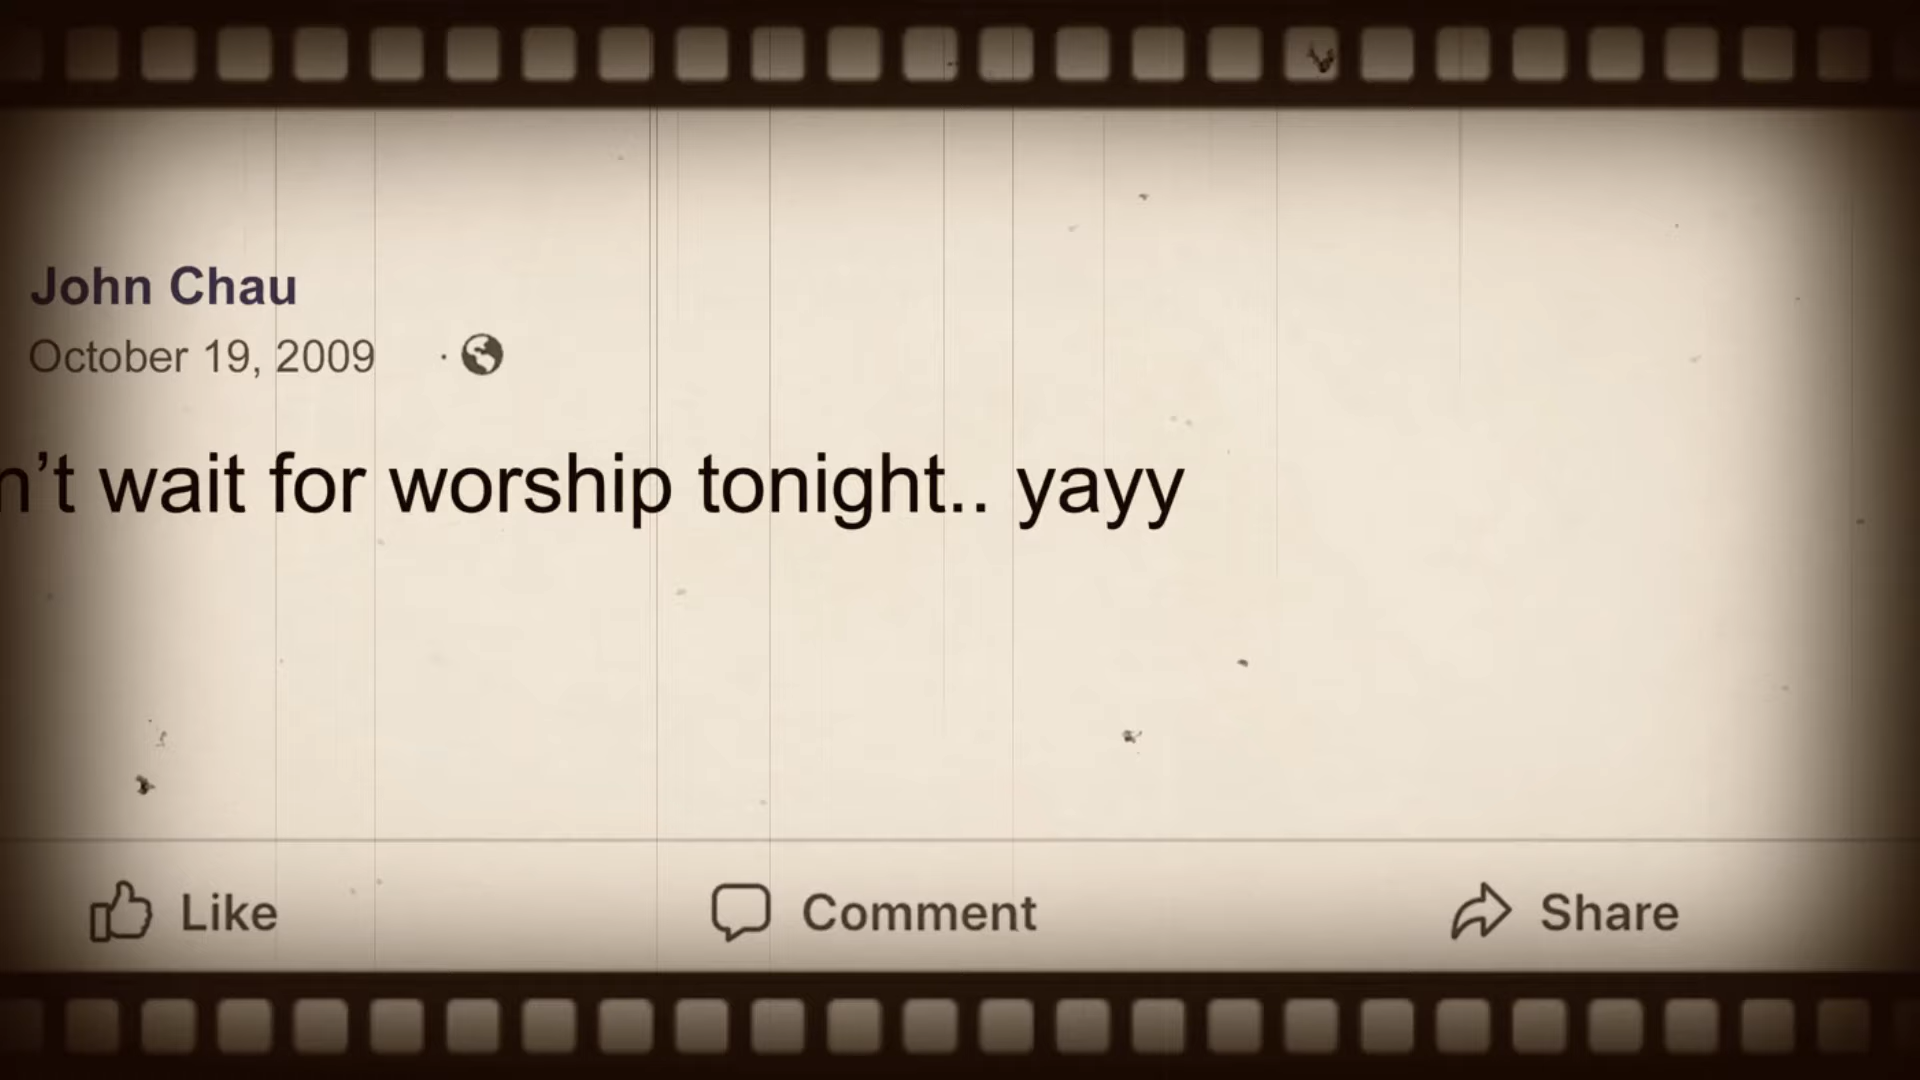 John Chau
October 19, 2009 ·
n’t wait for worship tonight.. yayy
Like
Comment
Share